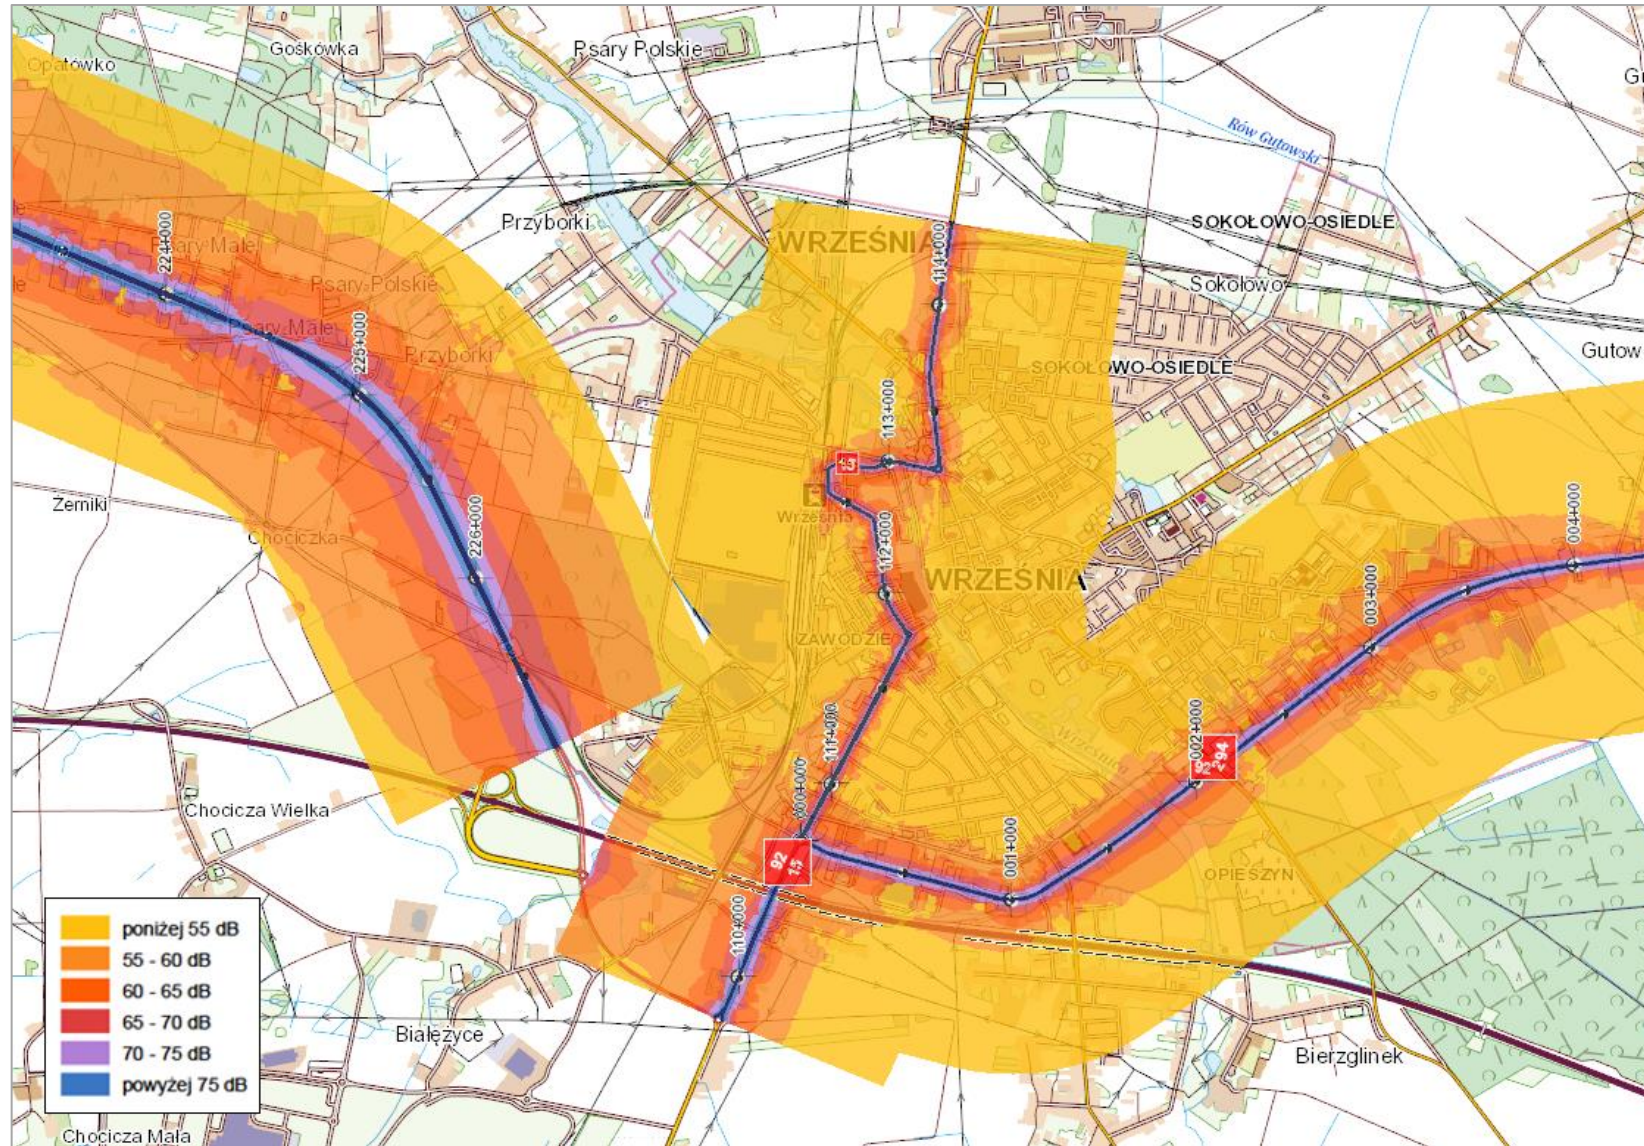 Gośkówka
Psary Polskie
Opatówko
Rów Gutowski
224+000
Psary Małe
Przyborki
WRZEŚNIA
114+000
SOKOŁOWO-OSIEDLE
Psary Polskie
Sokołowo
Psary Małe
225+000
Przyborki
SOKOŁOWO-OSIEDLE
Gutow
113+000
Żerniki
Września
226+000
Chociczka
112+000
004+000
WRZEŚNIA
ZAWODZIE
003+000
111+000
Wrześnica
002+000
92
294
Chocicza Wielka
000+000
92
15
001+000
OPIESZYN
110+000
Białężyce
Bierzglinek
poniżej 55 dB
55 - 60 dB
60 - 65 dB
65 - 70 dB
70 - 75 dB
powyżej 75 dB
Chocicza Mała